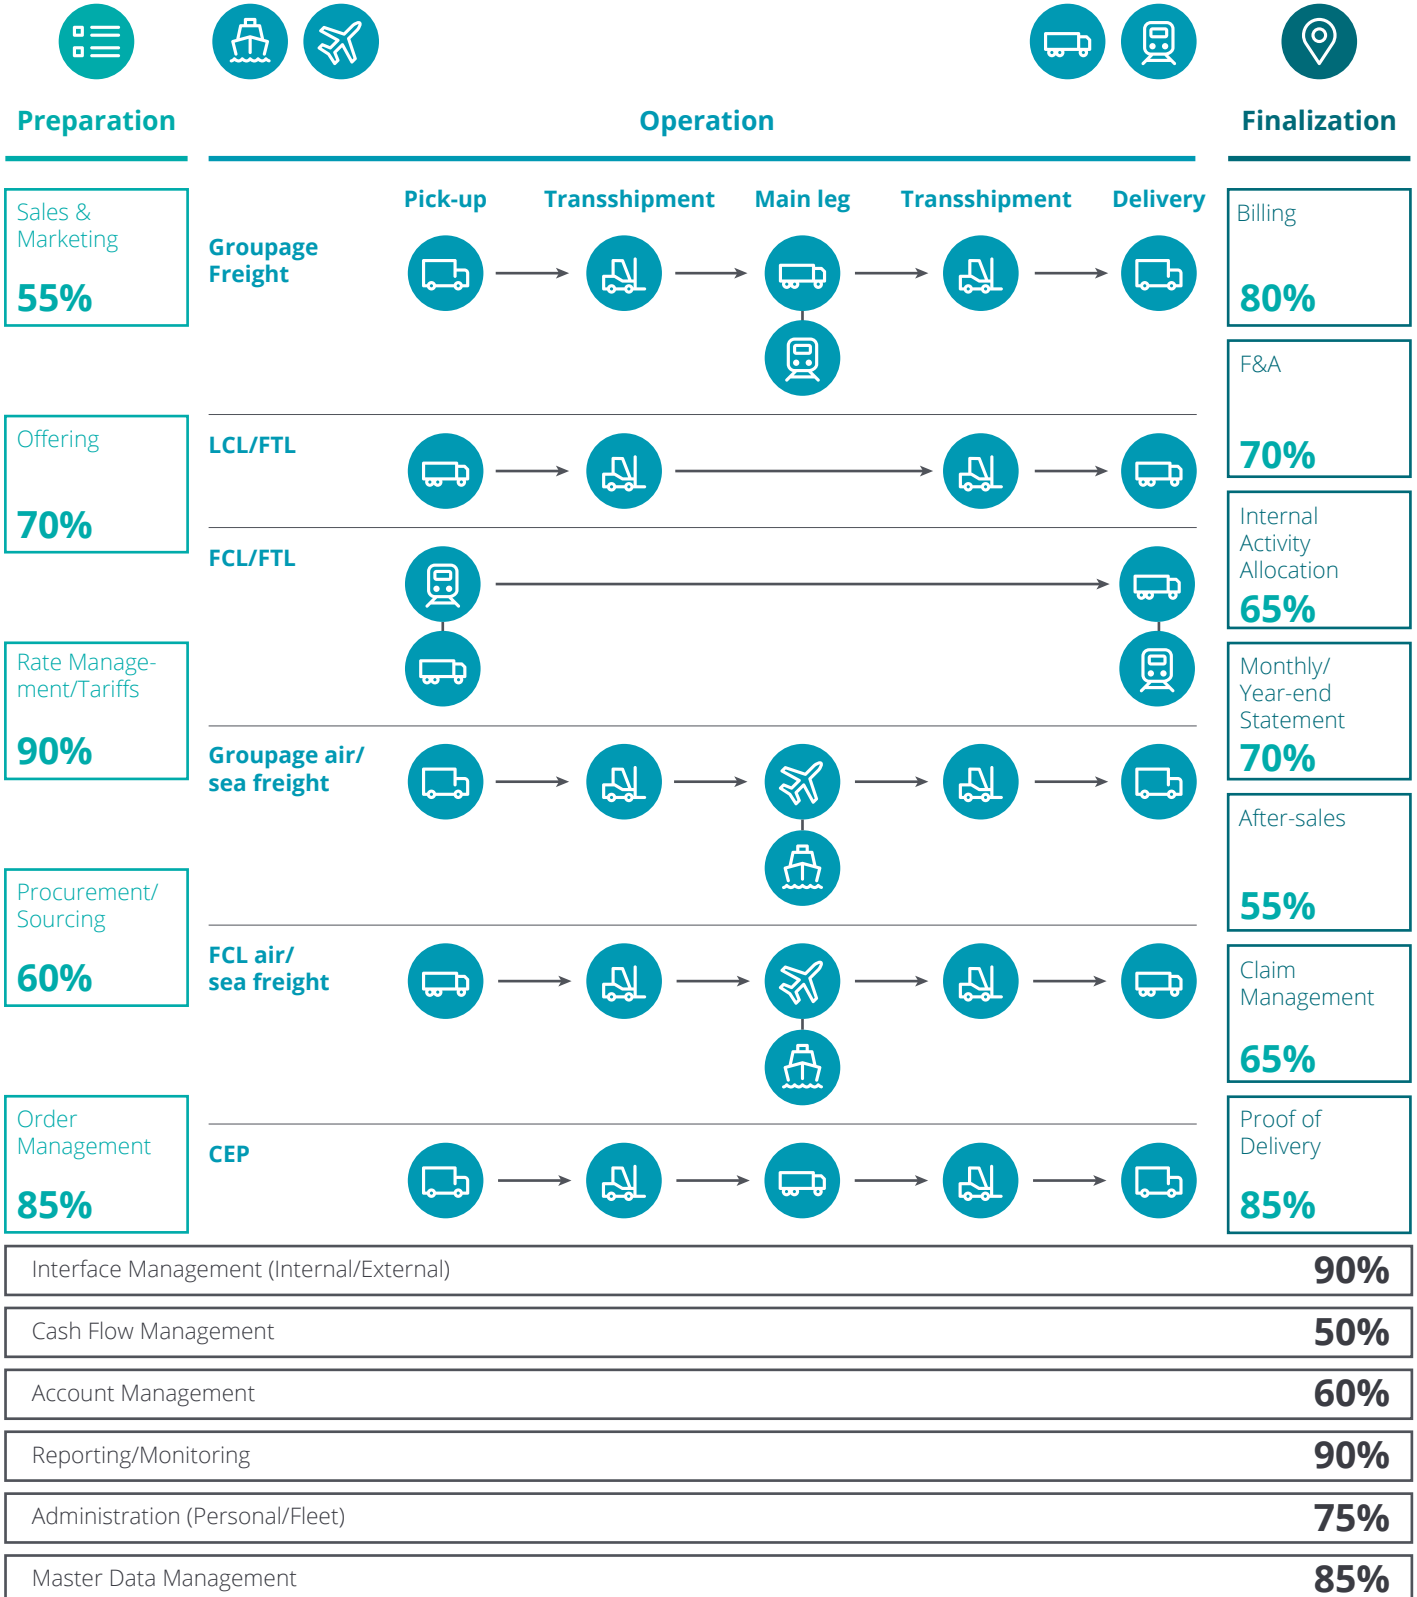 Preparation
Operation
Finalization
Sales &
Marketing
55%
Offering
70%
Rate Manage-
ment/Tariffs
90%
Procurement/
Sourcing
60%
Order
Management
85%
Pick-up
Transshipment
Main leg
Transshipment
Delivery
Groupage
Freight
LCL/FTL
FCL/FTL
Groupage air/
sea freight
FCL air/
sea freight
CEP
Billing
80%
F&A
70%
Internal
Activity
Allocation
65%
Monthly/
Year-end
Statement
70%
After-sales
55%
Claim
Management
65%
Proof of
Delivery
85%
Interface Management (Internal/External) 90%
Cash Flow Management 50%
Account Management 60%
Reporting/Monitoring 90%
Administration (Personal/Fleet) 75%
Master Data Management 85%